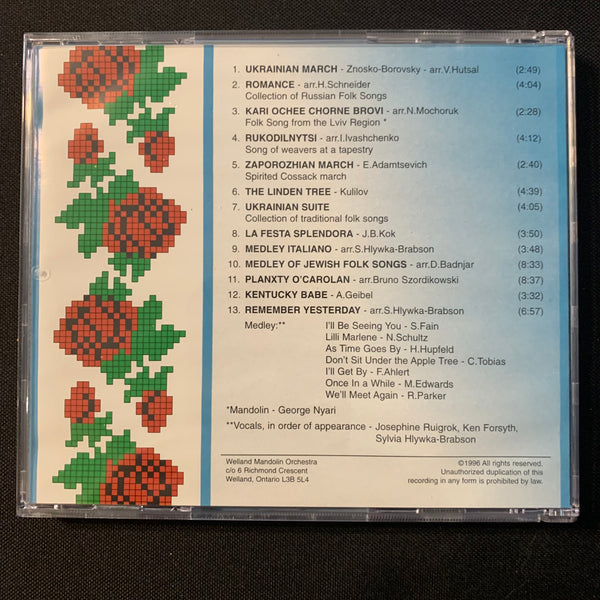 1. UKRAINIAN MARCH - Znosko-Borovsky - arr.V.Hutsal (2:49)
2. ROMANCE - arr.H.Schneider (4:04)
Collection of Russian Folk Songs
3. KARI OCHEE CHORNE BROVI - arr.N.Mochoruk (2:28)
Folk Song from the Lviv Region *
4. RUKODILNYTSI - arr.I.Ivashchenko (4:12)
Song of weavers at a tapestry
5. ZAPOROZHIAN MARCH - E.Adamtsevich (2:40)
Spirited Cossack march
6. THE LINDEN TREE - Kulilov (4:39)
7. UKRAINIAN SUITE (4:05)
Collection of traditional folk songs
8. LA FESTA SPLENDORA - J.B.Kok (3:50)
9. MEDLEY ITALIANO - arr.S.Hlywka-Brabson (3:48)
10. MEDLEY OF JEWISH FOLK SONGS - arr.D.Badnjar (8:33)
11. PLANXTY O'CAROLAN - arr.Bruno Szordikowski (8:37)
12. KENTUCKY BABE - A.Geibel (3:32)
13. REMEMBER YESTERDAY - arr.S.Hlywka-Brabson (6:57)
Medley:** I'll Be Seeing You - S.Fain
Lilli Marlene - N.Schultz
As Time Goes By - H.Hupfeld
Don't Sit Under the Apple Tree - C.Tobias
I'll Get By - F.Ahlert
Once In a While - M.Edwards
We'll Meet Again - R.Parker
*Mandolin - George Nyari
**Vocals, in order of appearance - Josephine Ruigrok, Ken Forsyth,
Sylvia Hlywka-Brabson
Welland Mandolin Orchestra
c/o 6 Richmond Crescent
Welland, Ontario L3B 5L4
©1996 All rights reserved.
Unauthorized duplication of this
recording in any form is prohibited by law.